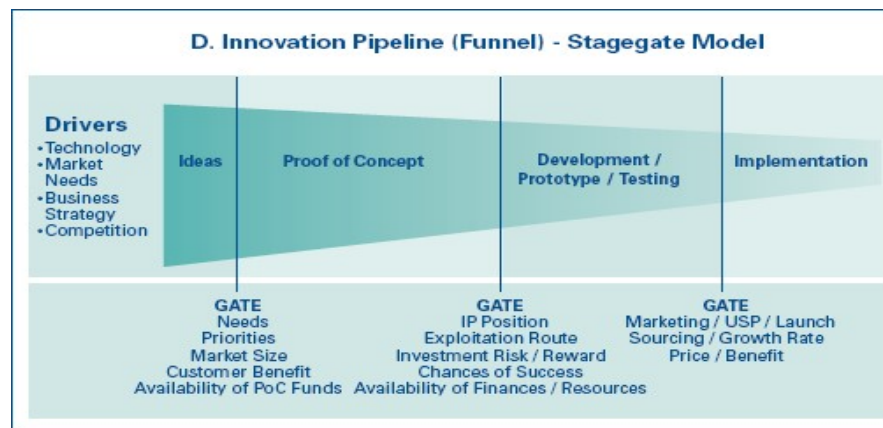 D. Innovation Pipeline (Funnel) - Stagegate Model
Drivers
•Technology
•Market
Needs
•Business
Strategy
•Competition
Ideas
Proof of Concept
Development /
Prototype / Testing
Implementation
GATE
Needs
Priorities
Market Size
Customer Benefit
Availability of PoC Funds
GATE
IP Position
Exploitation Route
Investment Risk / Reward
Chances of Success
Availability of Finances / Resources
GATE
Marketing / USP / Launch
Sourcing / Growth Rate
Price / Benefit